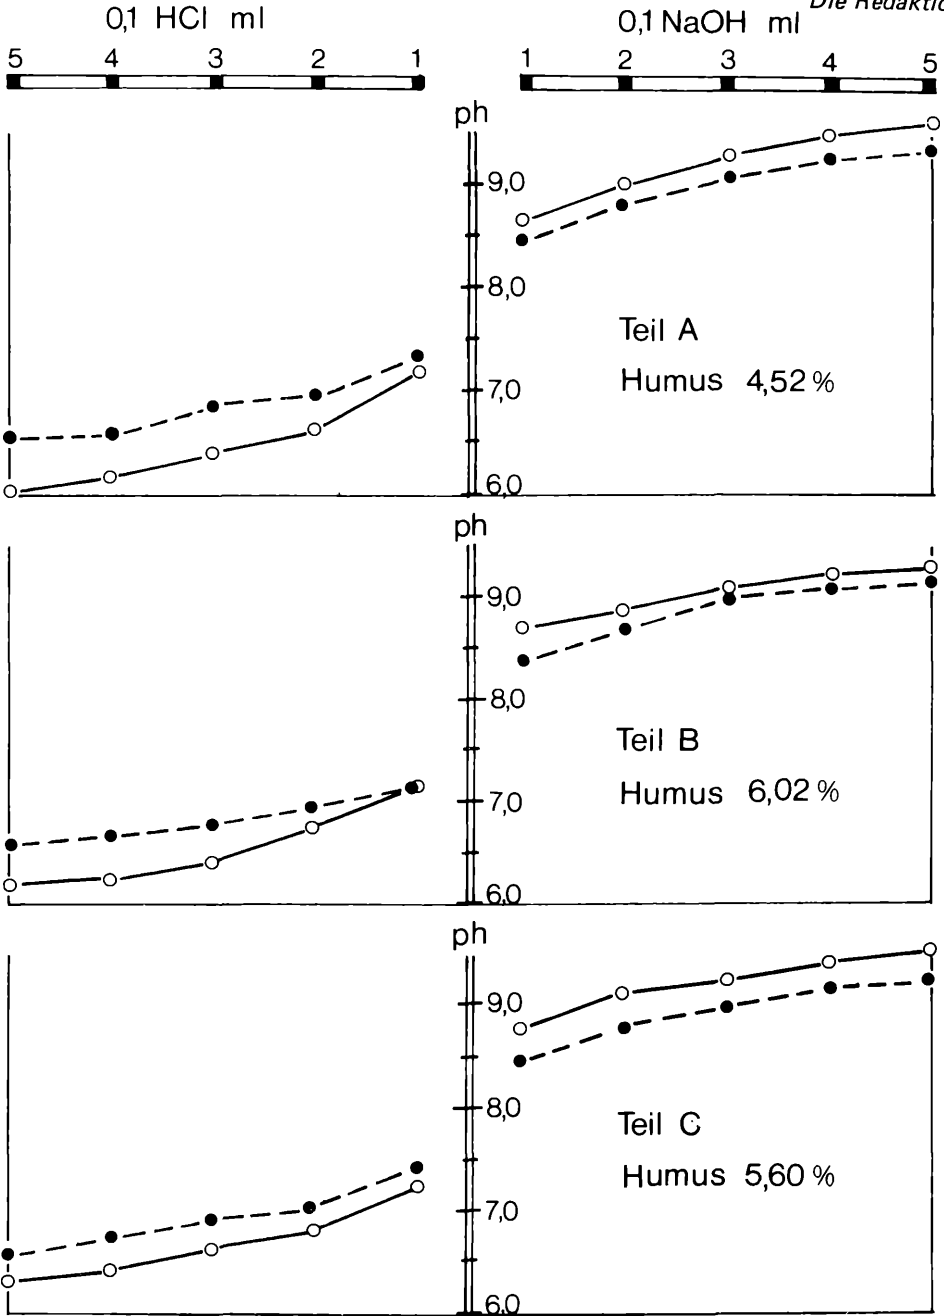 Die Redaktio
0,1 HCl ml
0,1 NaOH ml
5 4 3 2 1
1 2 3 4 5
ph
9,0
8,0
Teil A
Humus 4,52 %
7,0
6,0
ph
9,0
8,0
Teil B
Humus 6,02 %
7,0
6,0
ph
9,0
8,0
Teil C
Humus 5,60 %
7,0
6,0